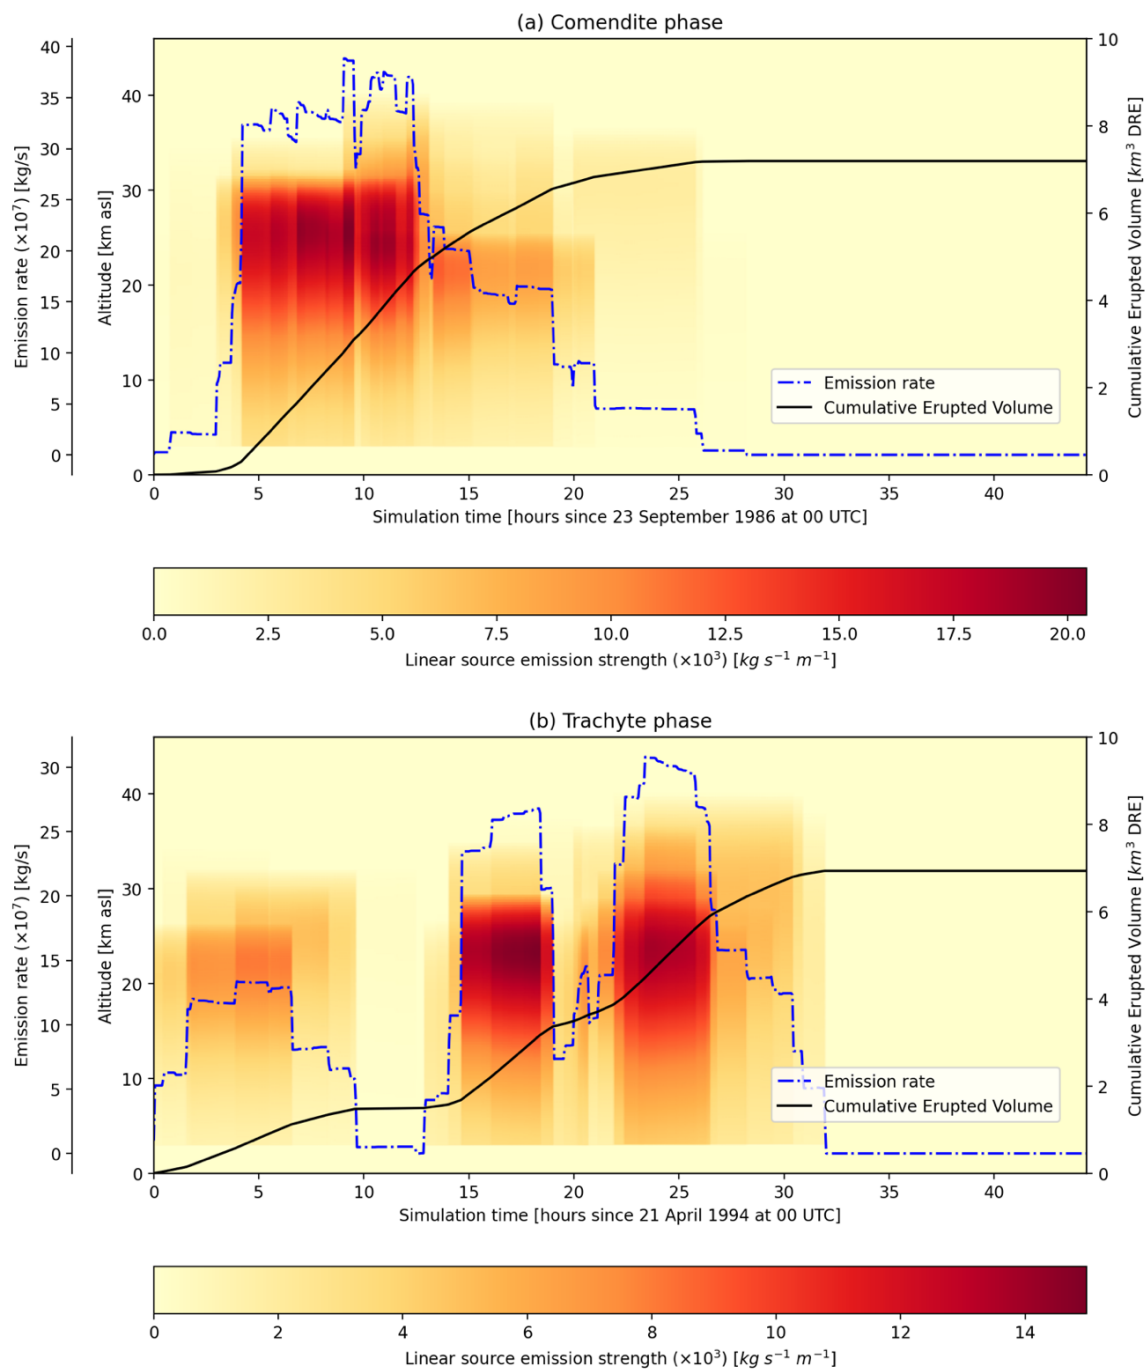 (a) Comendite phase
Emission rate (×10⁷) [kg/s]
40
35
30
25
20
15
10
5
0
Altitude [km asl]
40
30
20
10
0
Cumulative Erupted Volume [km³ DRE]
10
8
6
4
2
0
Emission rate
Cumulative Erupted Volume
0 5 10 15 20 25 30 35 40
Simulation time [hours since 23 September 1986 at 00 UTC]
0.0 2.5 5.0 7.5 10.0 12.5 15.0 17.5 20.0
Linear source emission strength (×10³) [kg s⁻¹ m⁻¹]
(b) Trachyte phase
Emission rate (×10⁷) [kg/s]
30
25
20
15
10
5
0
Altitude [km asl]
40
30
20
10
0
Cumulative Erupted Volume [km³ DRE]
10
8
6
4
2
0
Emission rate
Cumulative Erupted Volume
0 5 10 15 20 25 30 35 40
Simulation time [hours since 21 April 1994 at 00 UTC]
0 2 4 6 8 10 12 14
Linear source emission strength (×10³) [kg s⁻¹ m⁻¹]